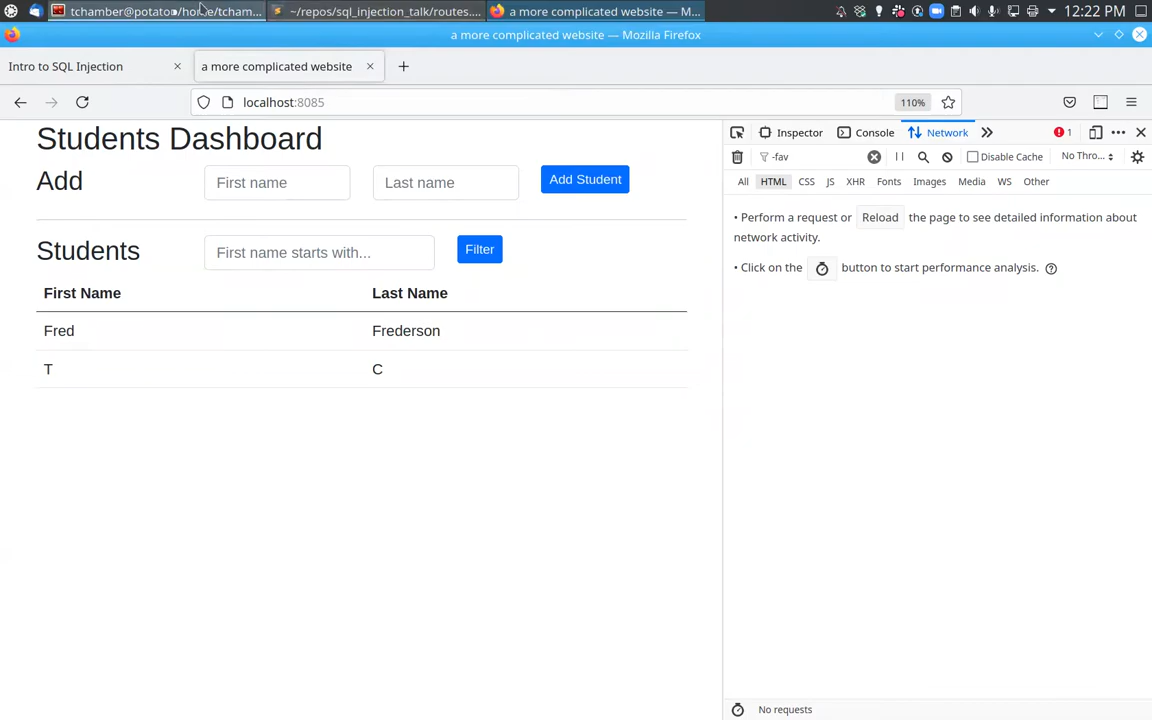 tchamber@potato:/home/tcham...
~/repos/sql_injection_talk/routes....
a more complicated website — M...
12:22 PM
a more complicated website — Mozilla Firefox
Intro to SQL Injection
a more complicated website
localhost:8085
110%
Students Dashboard
Add
First name
Last name
Add Student
Students
First name starts with...
Filter
First Name
Last Name
Fred
Frederson
T
C
Inspector
Console
Network
1
-fav
Disable Cache
No Thro...
All
HTML
CSS
JS
XHR
Fonts
Images
Media
WS
Other
• Perform a request or Reload the page to see detailed information about
network activity.
• Click on the button to start performance analysis.
No requests